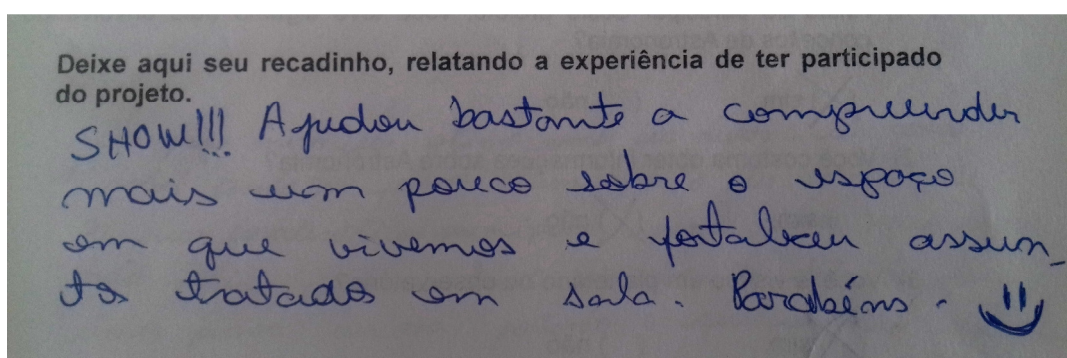 Deixe aqui seu recadinho, relatando a experiência de ter participado
do projeto.
SHOW!!! Ajudou bastante a compreender
mais um pouco sobre o espaço
em que vivemos e fortaleceu assun_
tos tratados em sala. Parabéns.